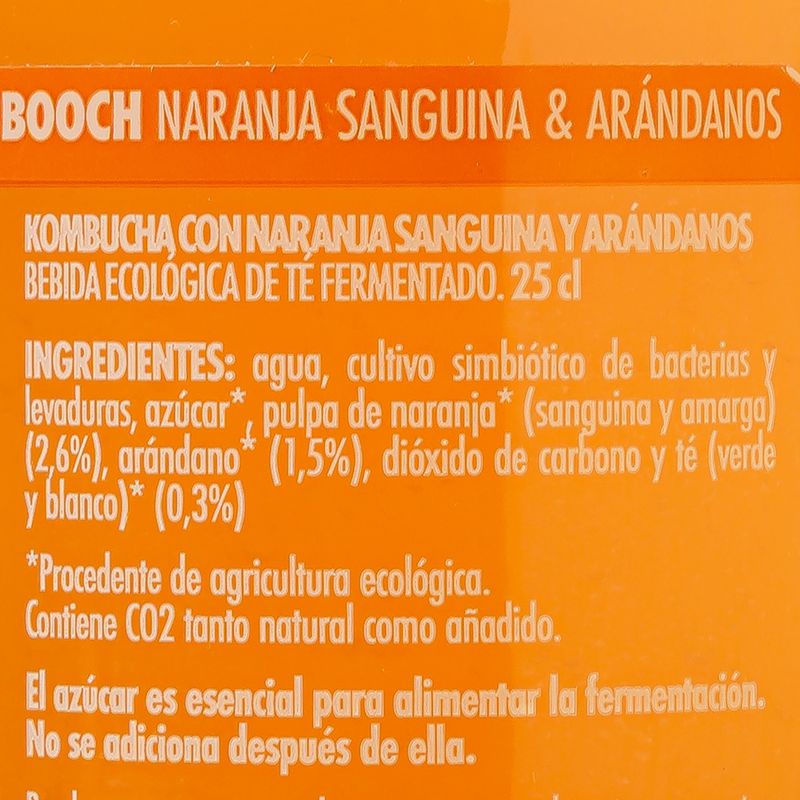 BOOCH NARANJA SANGUINA & ARÁNDANOS
KOMBUCHA CON NARANJA SANGUINA Y ARÁNDANOS
BEBIDA ECOLÓGICA DE TÉ FERMENTADO. 25 cl
INGREDIENTES: agua, cultivo simbiótico de bacterias y
levaduras, azúcar*, pulpa de naranja* (sanguina y amarga)
(2,6%), arándano* (1,5%), dióxido de carbono y té (verde
y blanco)* (0,3%)
*Procedente de agricultura ecológica.
Contiene CO2 tanto natural como añadido.
El azúcar es esencial para alimentar la fermentación.
No se adiciona después de ella.